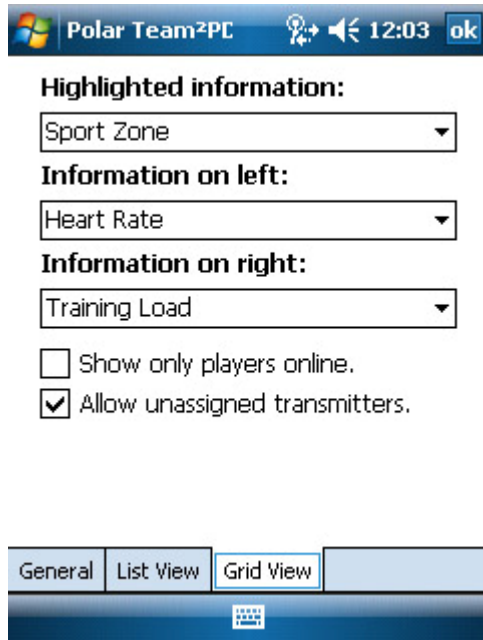 Polar Team²PD 12:03 ok
Highlighted information:
Sport Zone
Information on left:
Heart Rate
Information on right:
Training Load
Show only players online.
Allow unassigned transmitters.
General List View Grid View